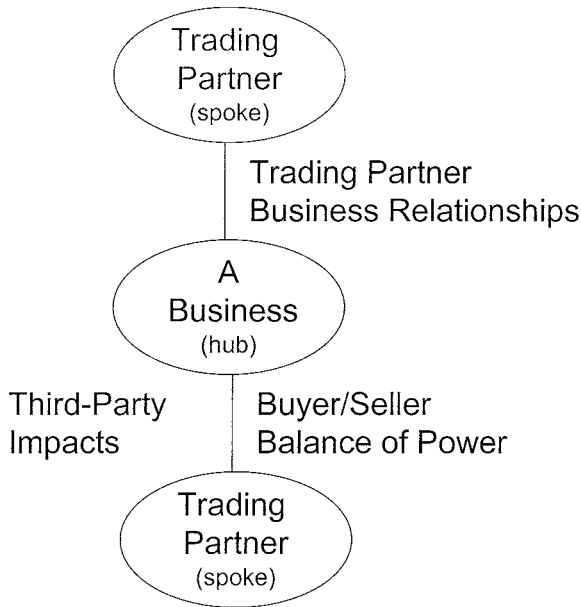 Trading
Partner
(spoke)
Trading Partner
Business Relationships
A
Business
(hub)
Third-Party
Impacts
Buyer/Seller
Balance of Power
Trading
Partner
(spoke)